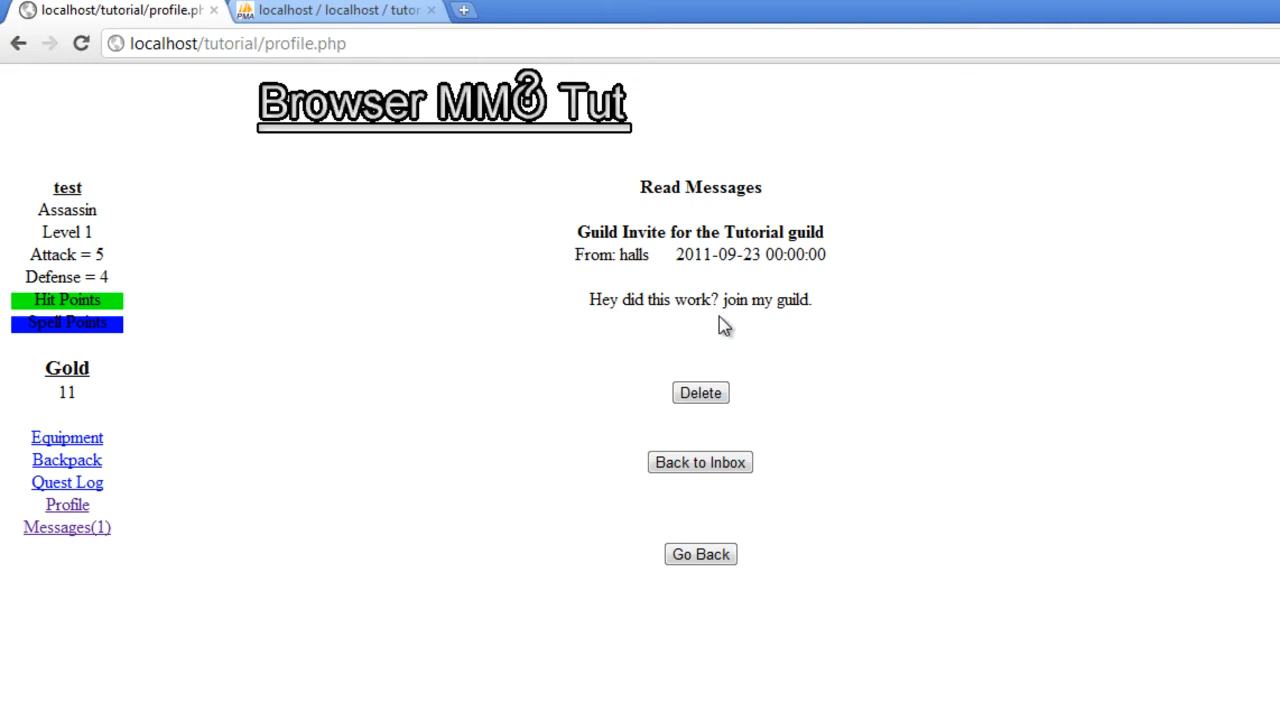 localhost/tutorial/profile.ph
localhost / localhost / tutor
localhost/tutorial/profile.php
Browser MMO Tut
test
Assassin
Level 1
Attack = 5
Defense = 4
Hit Points
Spell Points
Gold
11
Equipment
Backpack
Quest Log
Profile
Messages(1)
Read Messages
Guild Invite for the Tutorial guild
From: halls 2011-09-23 00:00:00
Hey did this work? join my guild.
Delete
Back to Inbox
Go Back